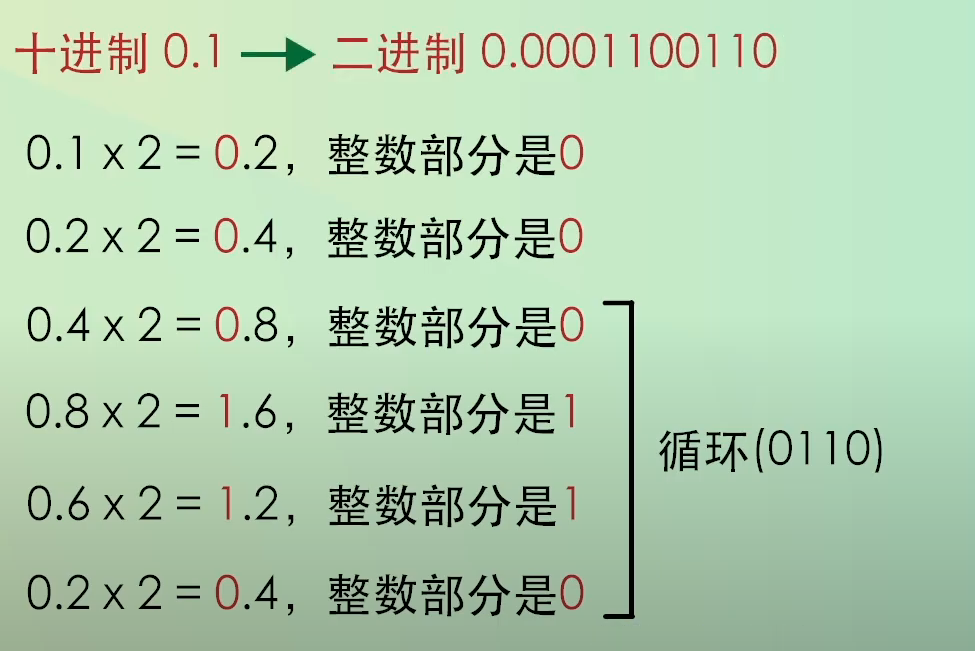 十进制 0.1 → 二进制 0.0001100110
0.1 x 2 = 0.2，整数部分是0
0.2 x 2 = 0.4，整数部分是0
0.4 x 2 = 0.8，整数部分是0
0.8 x 2 = 1.6，整数部分是1
循环(0110)
0.6 x 2 = 1.2，整数部分是1
0.2 x 2 = 0.4，整数部分是0